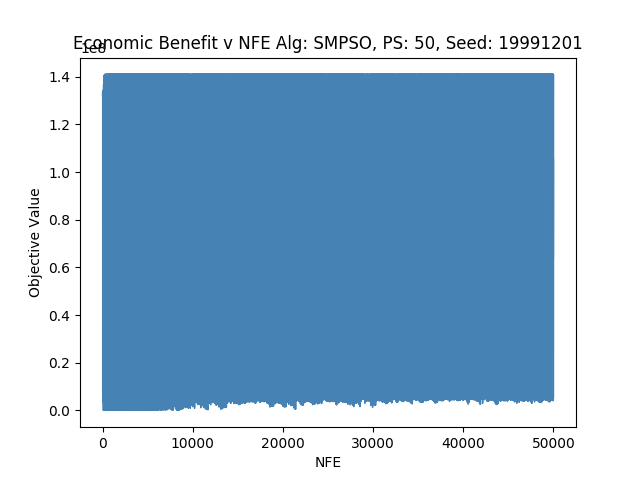 Economic Benefit v NFE Alg: SMPSO, PS: 50, Seed: 19991201
1e8
1.4
1.2
1.0
0.8
0.6
0.4
0.2
0.0
Objective Value
0 10000 20000 30000 40000 50000
NFE